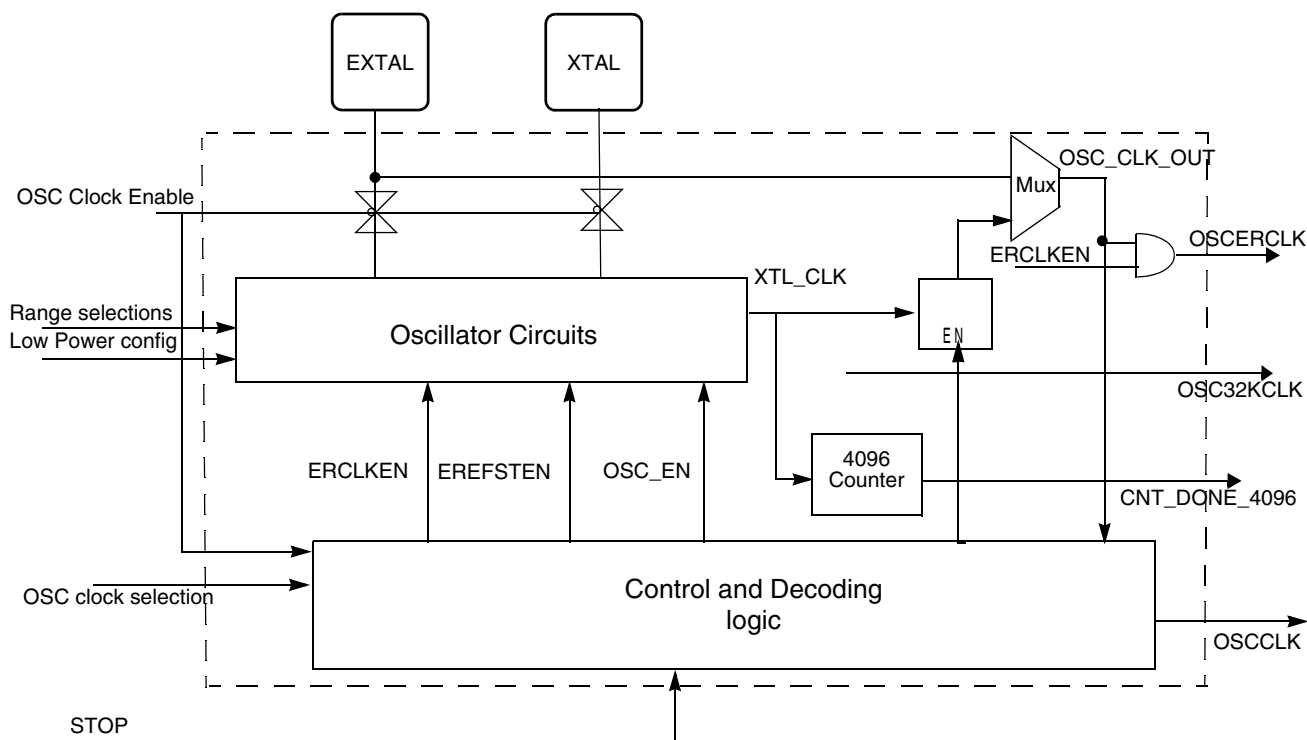 EXTAL
XTAL
OSC_CLK_OUT
Mux
OSC Clock Enable
OSCERCLK
ERCLKEN
XTL_CLK
Range selections
Low Power config
Oscillator Circuits
EN
OSC32KCLK
4096
Counter
ERCLKEN
EREFSTEN
OSC_EN
CNT_DONE_4096
Control and Decoding
logic
OSC clock selection
OSCCLK
STOP